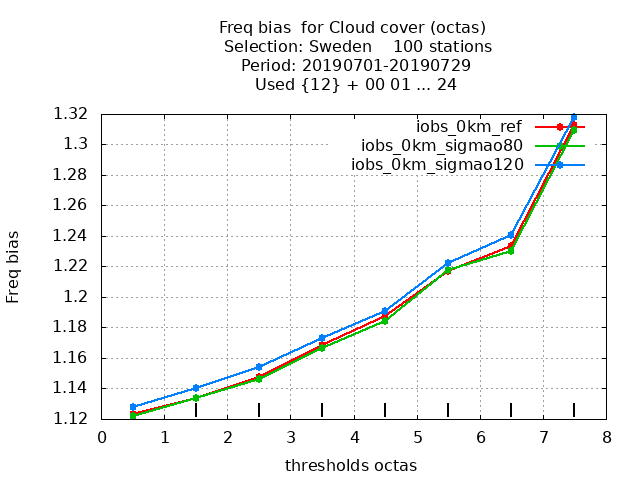 Freq bias  for Cloud cover (octas)
Selection: Sweden    100 stations
Period: 20190701-20190729
Used {12} + 00 01 ... 24
iobs_0km_ref
iobs_0km_sigmao80
iobs_0km_sigmao120
Freq bias
1.32
1.3
1.28
1.26
1.24
1.22
1.2
1.18
1.16
1.14
1.12
0 1 2 3 4 5 6 7 8
thresholds octas